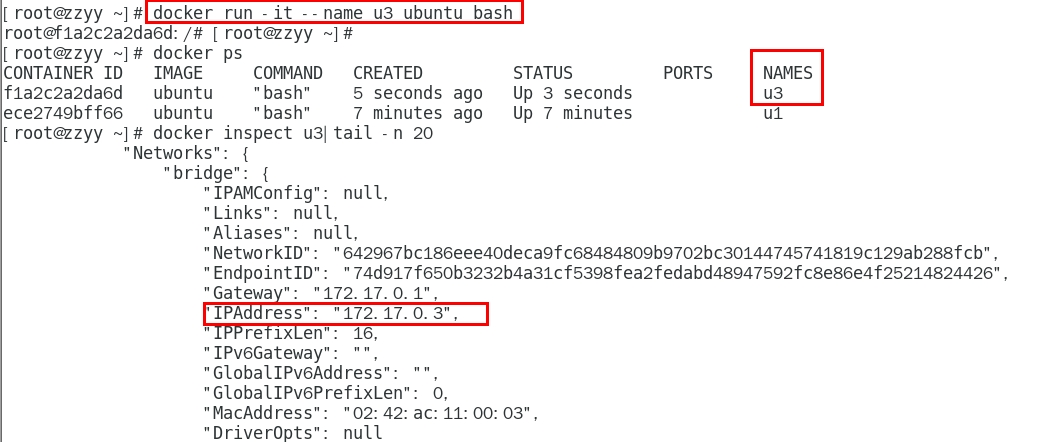 [root@zzyy ~]# docker run -it --name u3 ubuntu bash
root@f1a2c2a2da6d:/# [root@zzyy ~]#
[root@zzyy ~]# docker ps
CONTAINER ID   IMAGE     COMMAND   CREATED         STATUS         PORTS     NAMES
f1a2c2a2da6d   ubuntu    "bash"    5 seconds ago   Up 3 seconds             u3
ece2749bff66   ubuntu    "bash"    7 minutes ago   Up 7 minutes             u1
[root@zzyy ~]# docker inspect u3|tail -n 20
            "Networks": {
                "bridge": {
                    "IPAMConfig": null,
                    "Links": null,
                    "Aliases": null,
                    "NetworkID": "642967bc186eee40deca9fc68484809b9702bc30144745741819c129ab288fcb",
                    "EndpointID": "74d917f650b3232b4a31cf5398fea2fedabd48947592fc8e86e4f25214824426",
                    "Gateway": "172.17.0.1",
                    "IPAddress": "172.17.0.3",
                    "IPPrefixLen": 16,
                    "IPv6Gateway": "",
                    "GlobalIPv6Address": "",
                    "GlobalIPv6PrefixLen": 0,
                    "MacAddress": "02:42:ac:11:00:03",
                    "DriverOpts": null